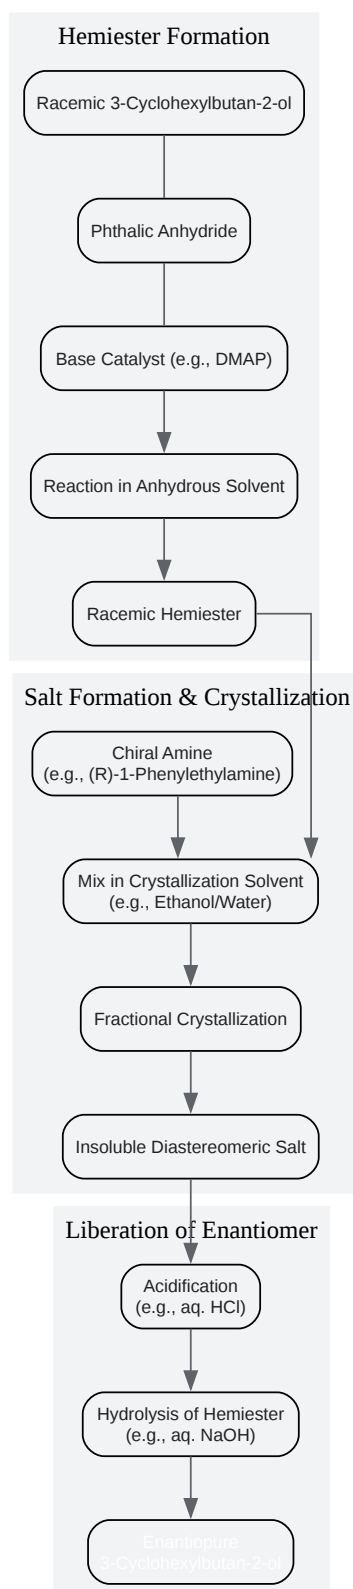 Hemiester Formation
Racemic 3-Cyclohexylbutan-2-ol
Phthalic Anhydride
Base Catalyst (e.g., DMAP)
Reaction in Anhydrous Solvent
Racemic Hemiester
Salt Formation & Crystallization
Chiral Amine
(e.g., (R)-1-Phenylethylamine)
Mix in Crystallization Solvent
(e.g., Ethanol/Water)
Fractional Crystallization
Insoluble Diastereomeric Salt
Liberation of Enantiomer
Acidification
(e.g., aq. HCl)
Hydrolysis of Hemiester
(e.g., aq. NaOH)
Enantiopure
3-Cyclohexylbutan-2-ol